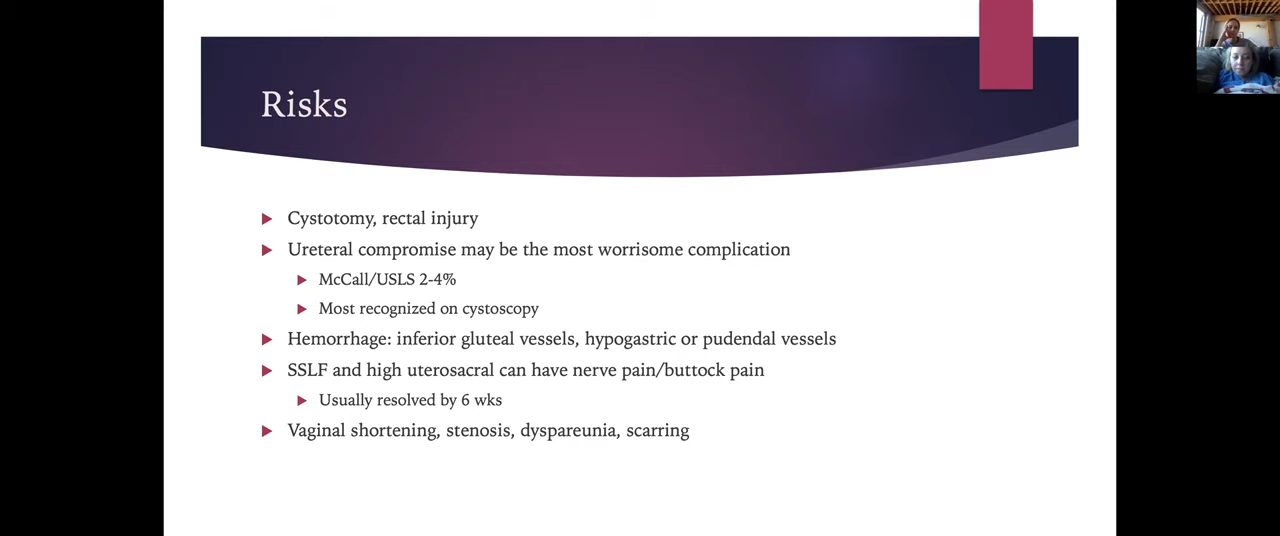 Risks
Cystotomy, rectal injury
Ureteral compromise may be the most worrisome complication
McCall/USLS 2-4%
Most recognized on cystoscopy
Hemorrhage: inferior gluteal vessels, hypogastric or pudendal vessels
SSLF and high uterosacral can have nerve pain/buttock pain
Usually resolved by 6 wks
Vaginal shortening, stenosis, dyspareunia, scarring